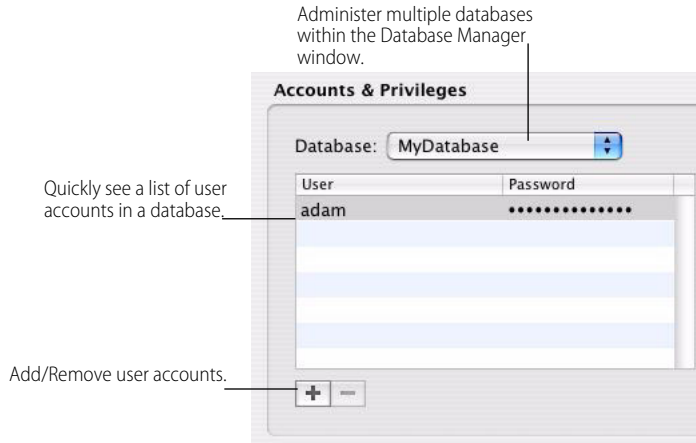 Administer multiple databases
within the Database Manager
window.
Accounts & Privileges
Database: MyDatabase
User Password
Quickly see a list of user
accounts in a database.
adam ••••••••••••••
Add/Remove user accounts.
+ −